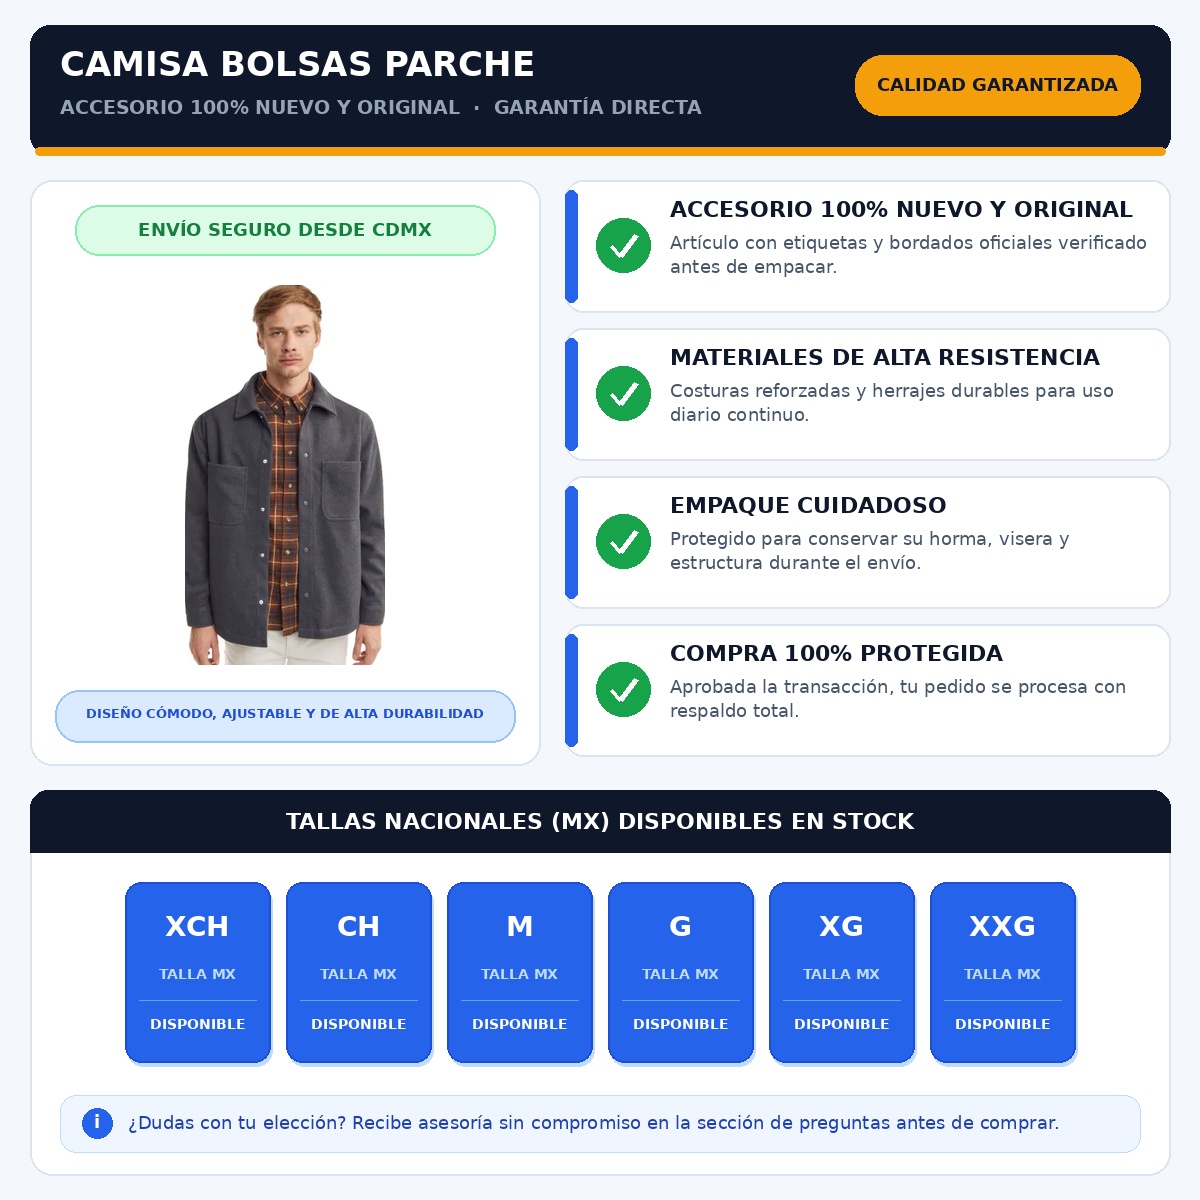 CAMISA BOLSAS PARCHE
ACCESORIO 100% NUEVO Y ORIGINAL · GARANTÍA DIRECTA
CALIDAD GARANTIZADA
ENVÍO SEGURO DESDE CDMX
DISEÑO CÓMODO, AJUSTABLE Y DE ALTA DURABILIDAD
ACCESORIO 100% NUEVO Y ORIGINAL
Artículo con etiquetas y bordados oficiales verificado
antes de empacar.
MATERIALES DE ALTA RESISTENCIA
Costuras reforzadas y herrajes durables para uso
diario continuo.
EMPAQUE CUIDADOSO
Protegido para conservar su horma, visera y
estructura durante el envío.
COMPRA 100% PROTEGIDA
Aprobada la transacción, tu pedido se procesa con
respaldo total.
TALLAS NACIONALES (MX) DISPONIBLES EN STOCK
XCH
TALLA MX
DISPONIBLE
CH
TALLA MX
DISPONIBLE
M
TALLA MX
DISPONIBLE
G
TALLA MX
DISPONIBLE
XG
TALLA MX
DISPONIBLE
XXG
TALLA MX
DISPONIBLE
i ¿Dudas con tu elección? Recibe asesoría sin compromiso en la sección de preguntas antes de comprar.